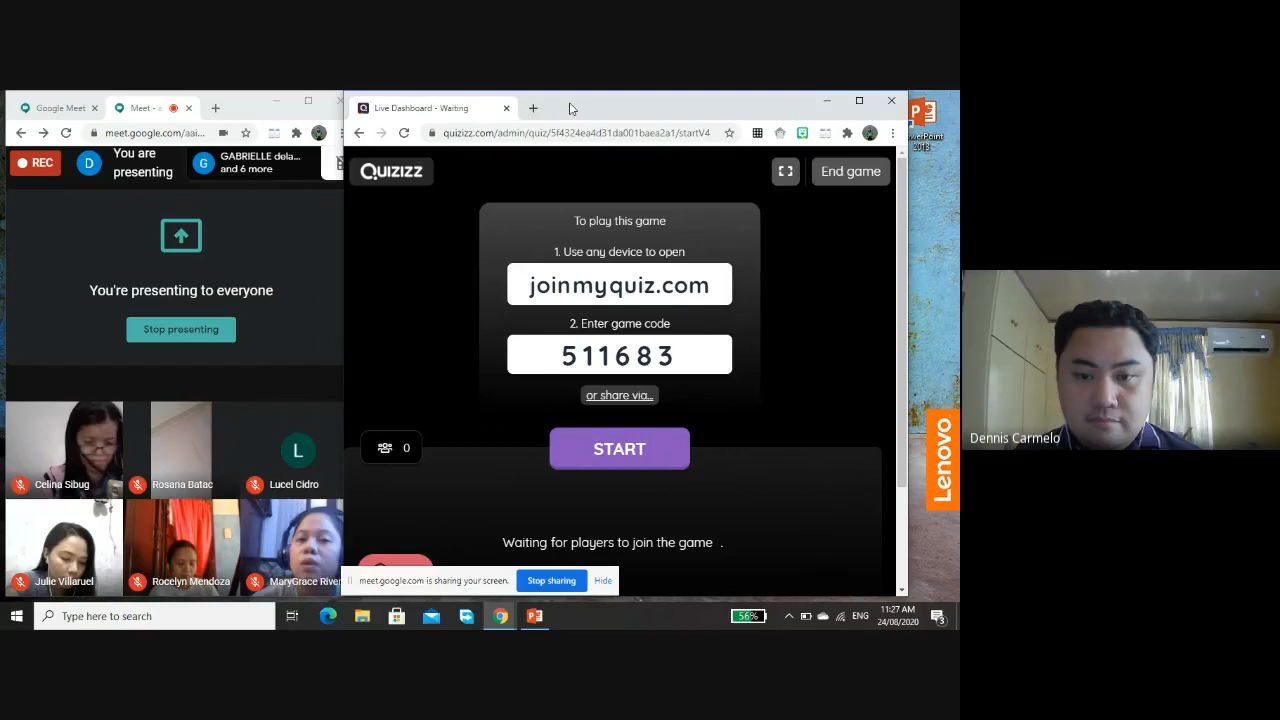 Google Meet
Meet - a
Live Dashboard - Waiting
meet.google.com/aai...
quizizz.com/admin/quiz/5f4324ea4d31da001baea2a1/startV4
REC
D
You are
presenting
G
GABRIELLE dela...
and 6 more
Quizizz
End game
PowerPoint
2013
To play this game
1. Use any device to open
joinmyquiz.com
2. Enter game code
511683
or share via...
You're presenting to everyone
Stop presenting
0
START
Waiting for players to join the game .
L
Celina Sibug
Rosana Batac
Lucel Cidro
Julie Villaruel
Rocelyn Mendoza
MaryGrace River
Dennis Carmelo
Lenovo
meet.google.com is sharing your screen.
Stop sharing
Hide
Type here to search
56%
ENG
11:27 AM
24/08/2020
3